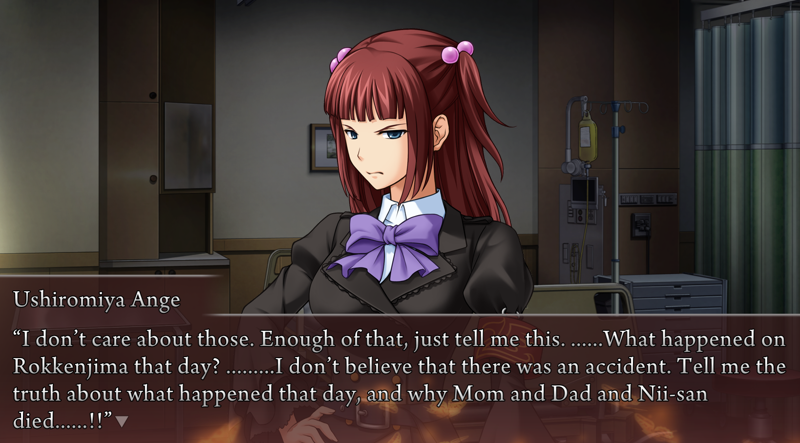 Ushiromiya Ange
“I don’t care about those. Enough of that, just tell me this. ......What happened on
Rokkenjima that day? .........I don’t believe that there was an accident. Tell me the
truth about what happened that day, and why Mom and Dad and Nii-san
died......!!”